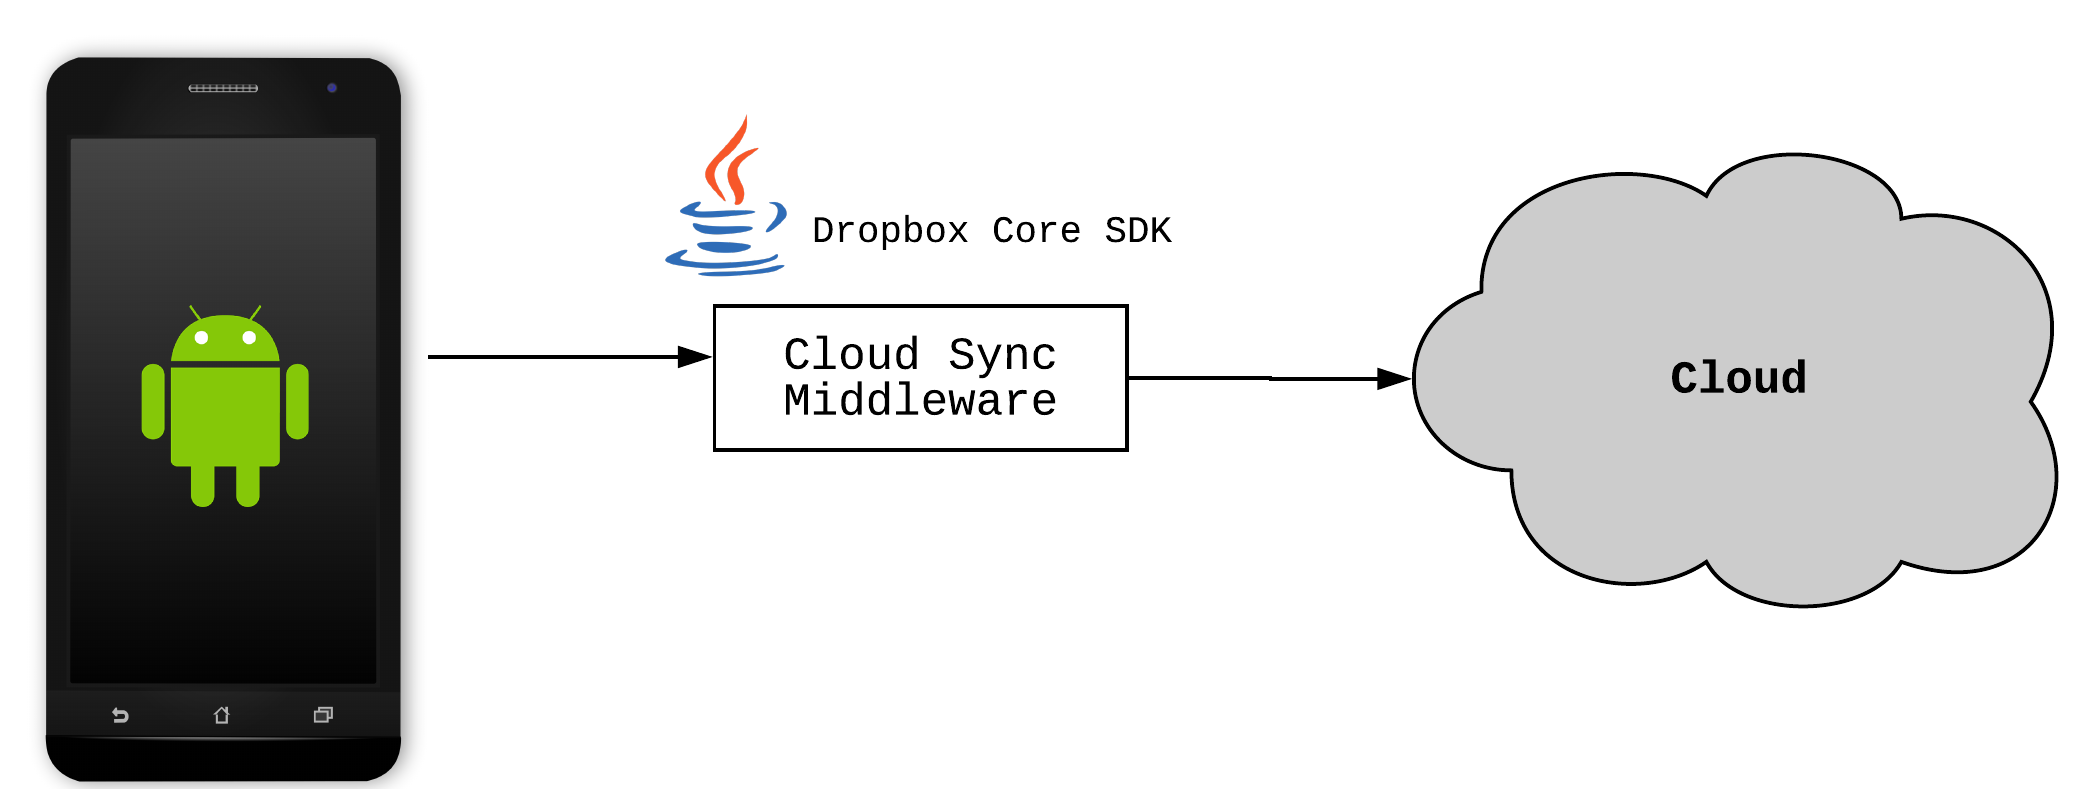 Dropbox Core SDK
Cloud Sync
Middleware
Cloud